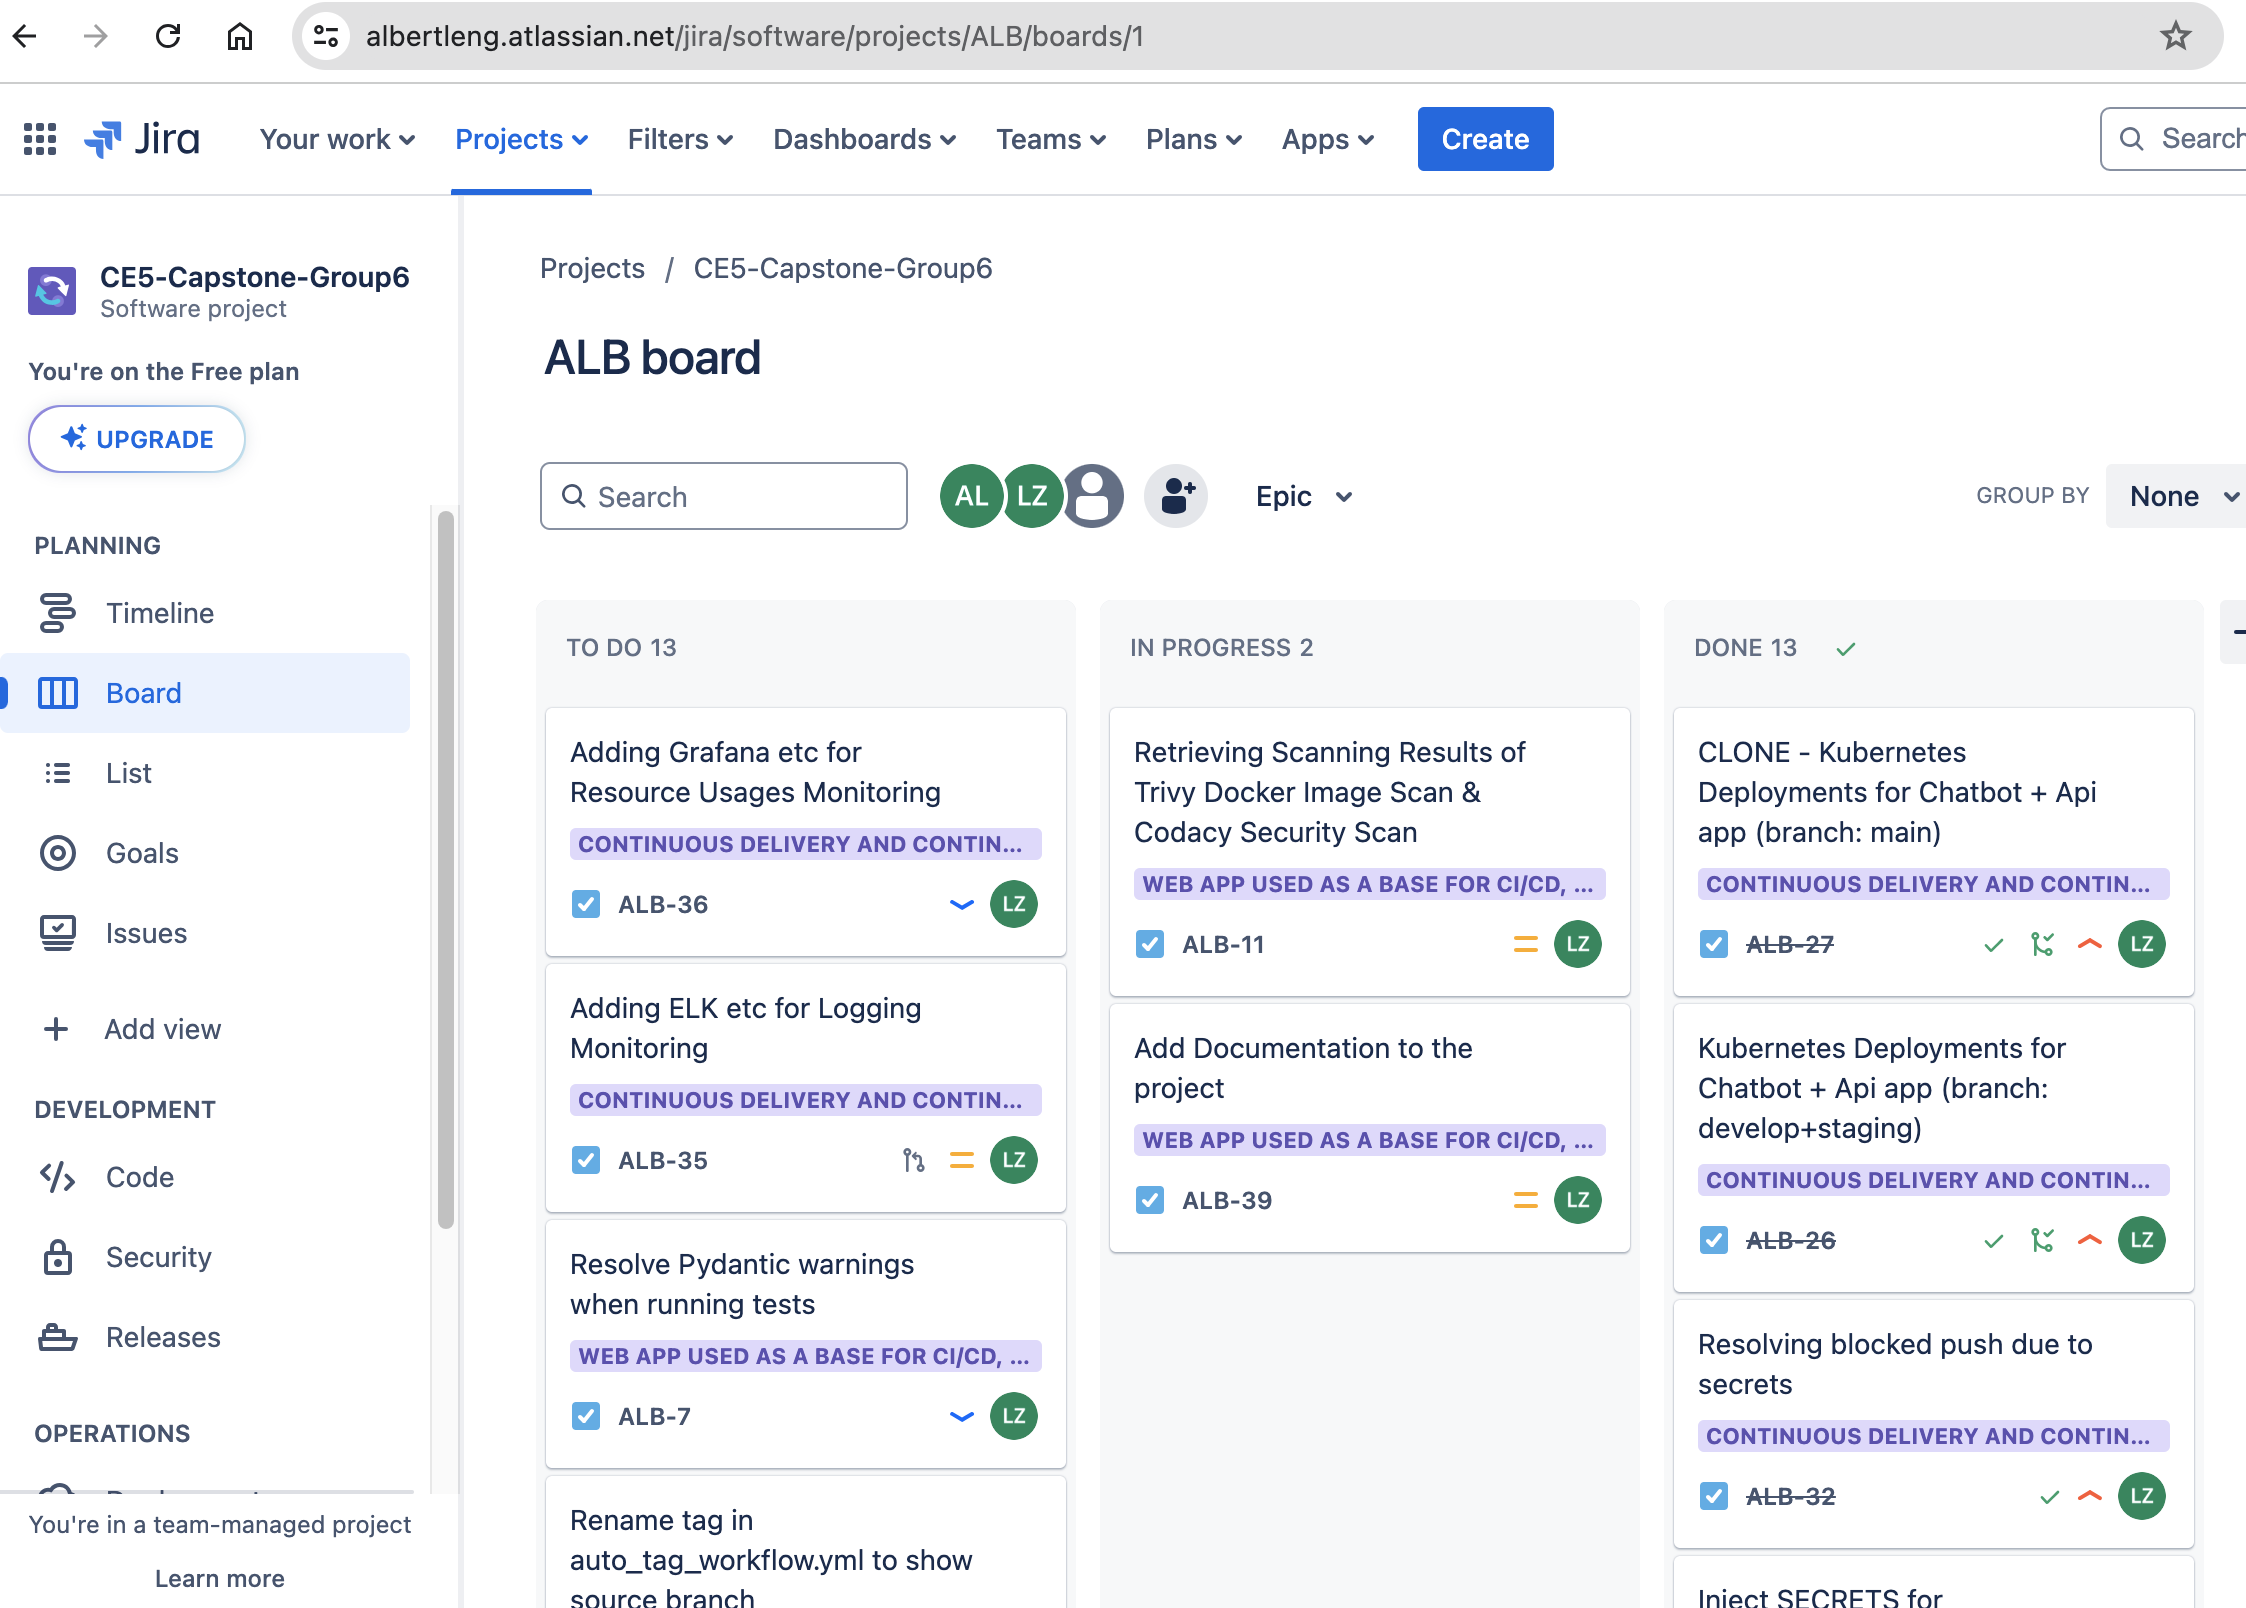 albertleng.atlassian.net/jira/software/projects/ALB/boards/1
Jira
Your work
Projects
Filters
Dashboards
Teams
Plans
Apps
Create
Search
CE5-Capstone-Group6
Software project
You're on the Free plan
UPGRADE
PLANNING
Timeline
Board
List
Goals
Issues
Add view
DEVELOPMENT
Code
Security
Releases
OPERATIONS
You're in a team-managed project
Learn more
Projects / CE5-Capstone-Group6
ALB board
Search
AL
LZ
Epic
GROUP BY
None
TO DO 13
Adding Grafana etc for
Resource Usages Monitoring
CONTINUOUS DELIVERY AND CONTIN...
ALB-36
LZ
Adding ELK etc for Logging
Monitoring
CONTINUOUS DELIVERY AND CONTIN...
ALB-35
LZ
Resolve Pydantic warnings
when running tests
WEB APP USED AS A BASE FOR CI/CD, ...
ALB-7
LZ
Rename tag in
auto_tag_workflow.yml to show
source branch
IN PROGRESS 2
Retrieving Scanning Results of
Trivy Docker Image Scan &
Codacy Security Scan
WEB APP USED AS A BASE FOR CI/CD, ...
ALB-11
LZ
Add Documentation to the
project
WEB APP USED AS A BASE FOR CI/CD, ...
ALB-39
LZ
DONE 13
CLONE - Kubernetes
Deployments for Chatbot + Api
app (branch: main)
CONTINUOUS DELIVERY AND CONTIN...
ALB-27
LZ
Kubernetes Deployments for
Chatbot + Api app (branch:
develop+staging)
CONTINUOUS DELIVERY AND CONTIN...
ALB-26
LZ
Resolving blocked push due to
secrets
CONTINUOUS DELIVERY AND CONTIN...
ALB-32
LZ
Inject SECRETS for